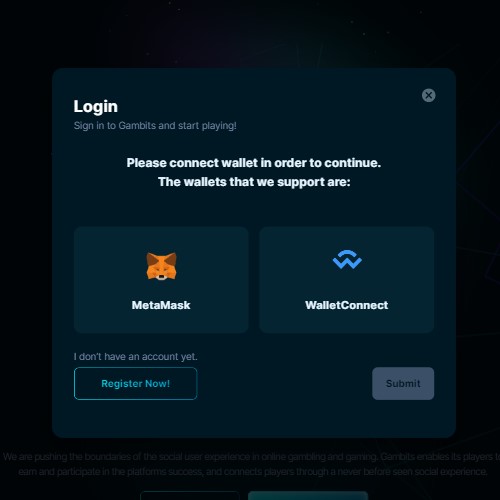 Login
Sign in to Gambits and start playing!
Please connect wallet in order to continue.
The wallets that we support are:
MetaMask
WalletConnect
I don't have an account yet.
Register Now!
Submit
We are pushing the boundaries of the social user experience in online gambling and gaming. Gambits enables its players to
earn and participate in the platforms success, and connects players through a never before seen social experience.